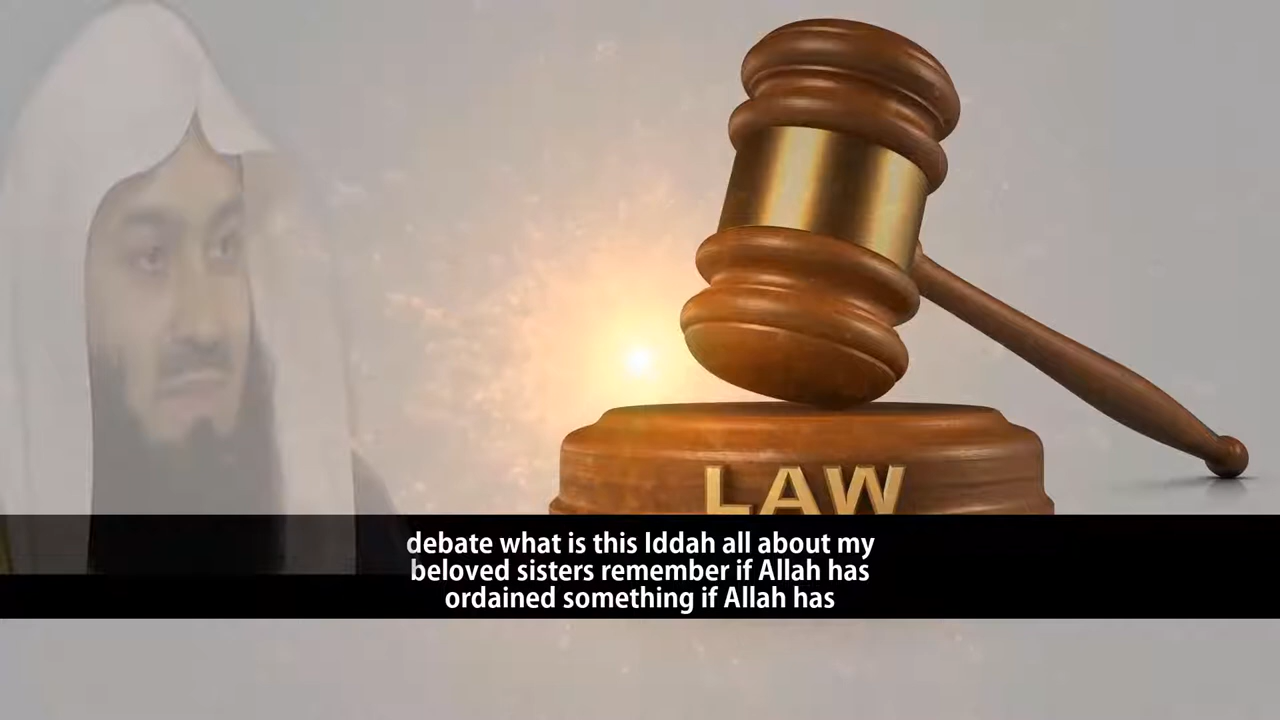 LAW
debate what is this Iddah all about my
beloved sisters remember if Allah has
ordained something if Allah has